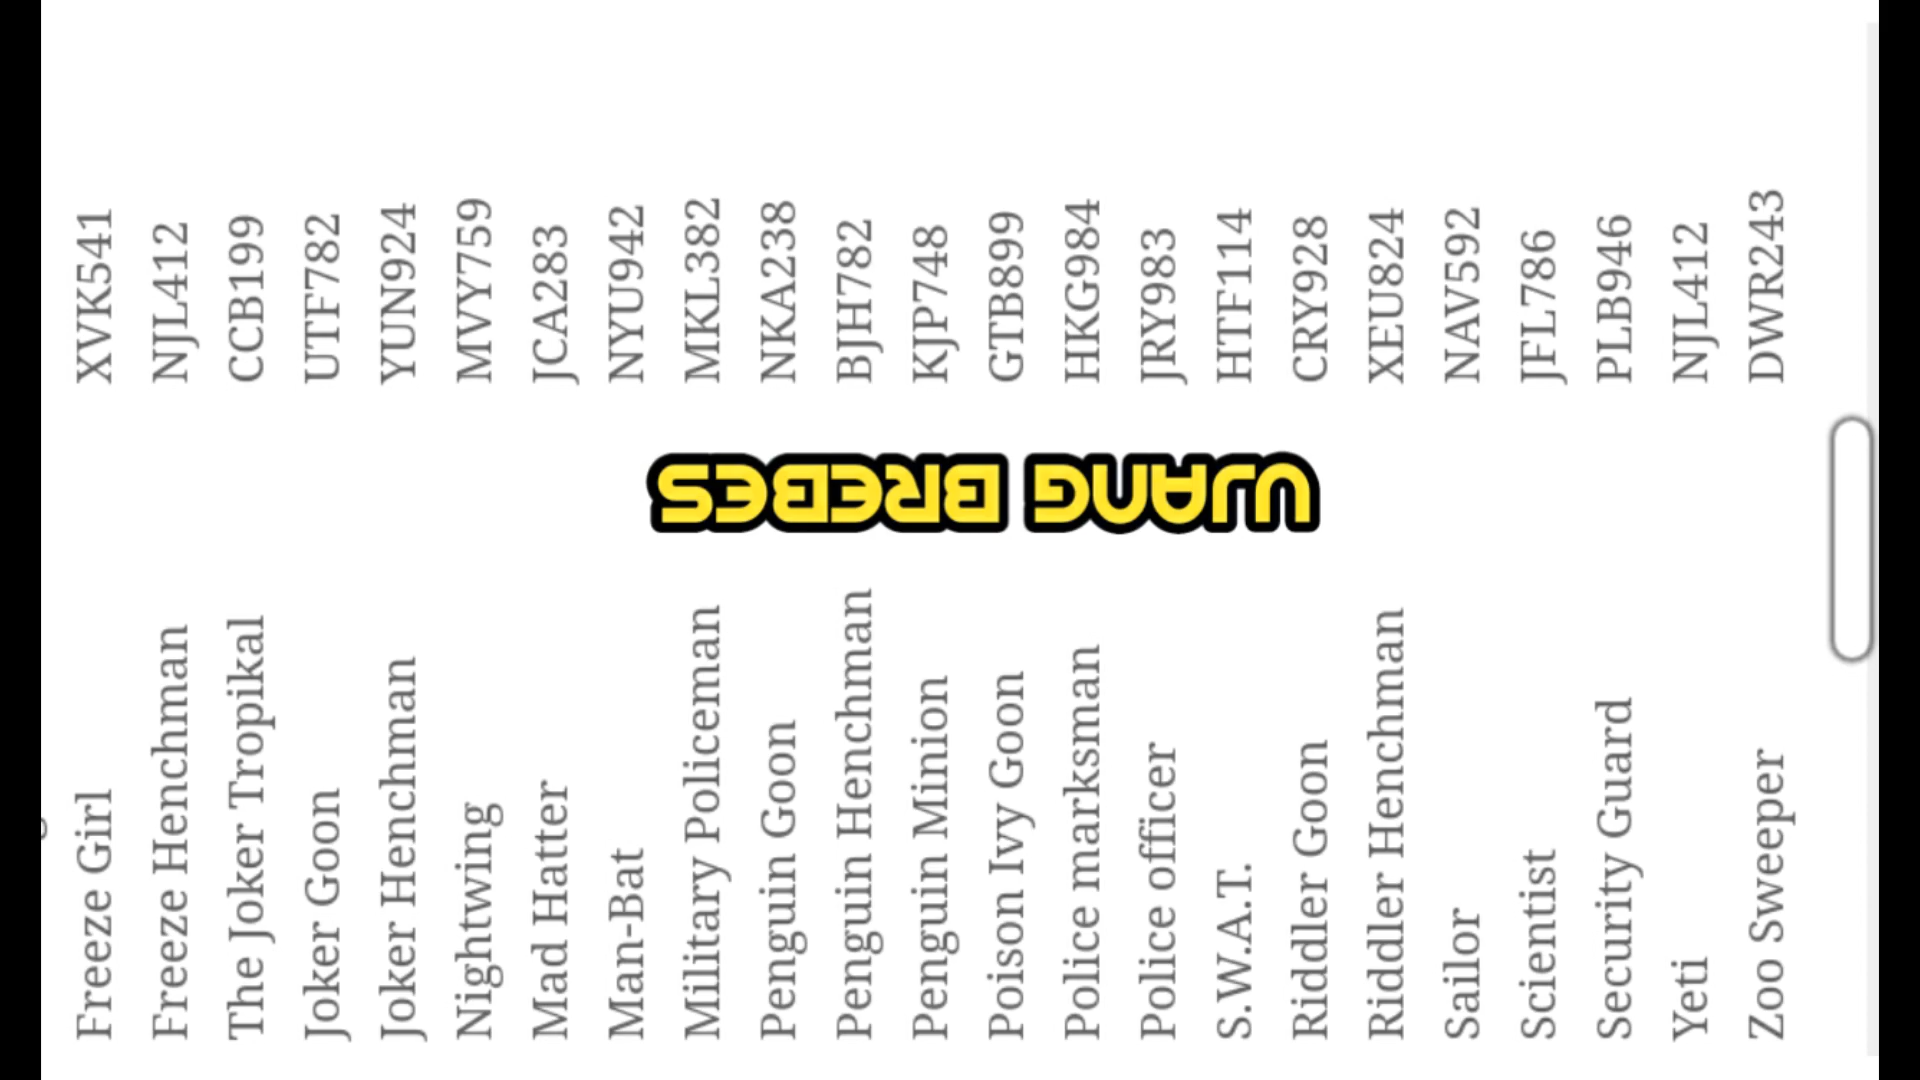 Freeze Girl XVK541
Freeze Henchman NJL412
The Joker Tropikal CCB199
Joker Goon UTF782
Joker Henchman YUN924
Nightwing MVY759
Mad Hatter JCA283
Man-Bat NYU942
Military Policeman MKL382
Penguin Goon NKA238
Penguin Henchman BJH782
Penguin Minion KJP748
Poison Ivy Goon GTB899
Police marksman HKG984
Police officer JRY983
S.W.A.T. HTF114
Riddler Goon CRY928
Riddler Henchman XEU824
Sailor NAV592
Scientist JFL786
Security Guard PLB946
Yeti NJL412
Zoo Sweeper DWR243
UJANG BREBES